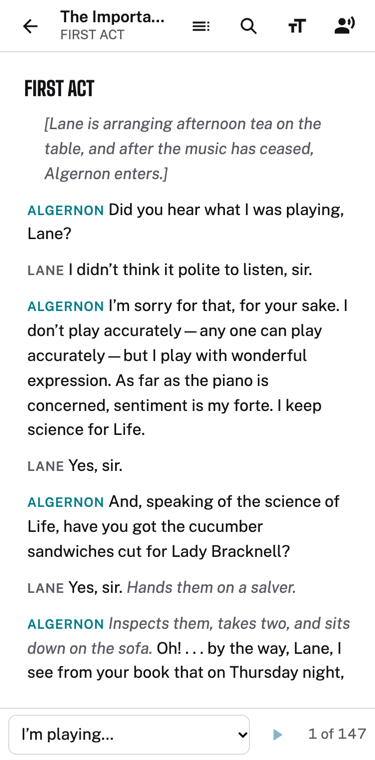 The Importa...
FIRST ACT
FIRST ACT
[Lane is arranging afternoon tea on the
table, and after the music has ceased,
Algernon enters.]
ALGERNON Did you hear what I was playing,
Lane?
LANE I didn’t think it polite to listen, sir.
ALGERNON I’m sorry for that, for your sake. I
don’t play accurately—any one can play
accurately—but I play with wonderful
expression. As far as the piano is
concerned, sentiment is my forte. I keep
science for Life.
LANE Yes, sir.
ALGERNON And, speaking of the science of
Life, have you got the cucumber
sandwiches cut for Lady Bracknell?
LANE Yes, sir. Hands them on a salver.
ALGERNON Inspects them, takes two, and sits
down on the sofa. Oh! . . . by the way, Lane, I
see from your book that on Thursday night,
I’m playing...
1 of 147